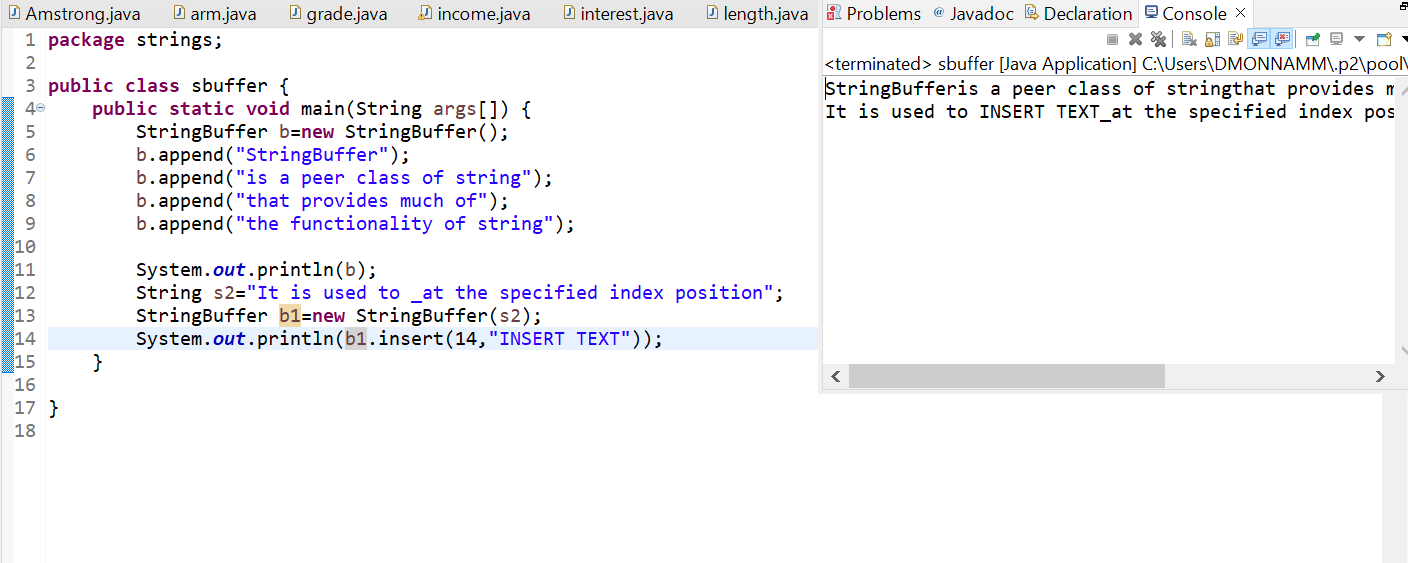 Amstrong.java arm.java grade.java income.java interest.java length.java
1 package strings;
2
3 public class sbuffer {
4 public static void main(String args[]) {
5 StringBuffer b=new StringBuffer();
6 b.append("StringBuffer");
7 b.append("is a peer class of string");
8 b.append("that provides much of");
9 b.append("the functionality of string");
10
11 System.out.println(b);
12 String s2="It is used to _at the specified index position";
13 StringBuffer b1=new StringBuffer(s2);
14 System.out.println(b1.insert(14,"INSERT TEXT"));
15 }
16
17 }
18
Problems @ Javadoc Declaration Console
<terminated> sbuffer [Java Application] C:\Users\DMONNAMM\.p2\pool\
StringBufferis a peer class of stringthat provides m
It is used to INSERT TEXT_at the specified index pos